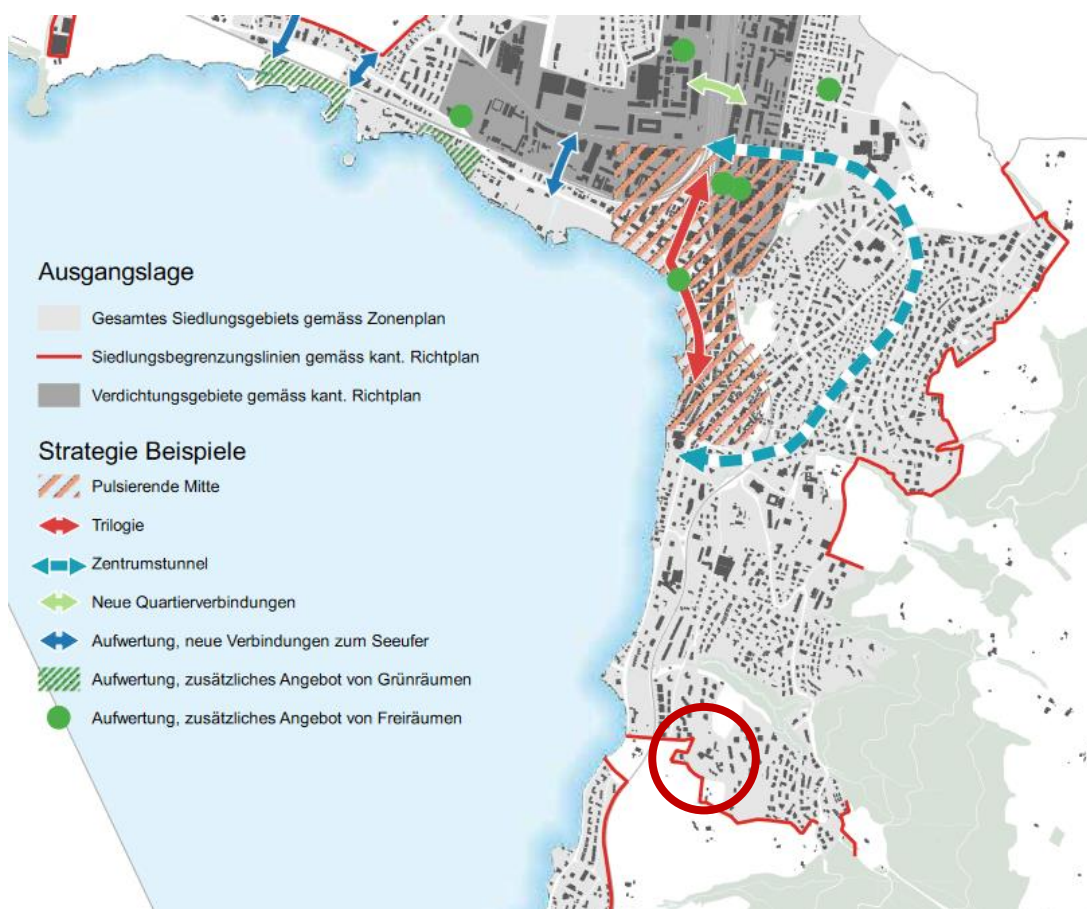 Ausgangslage
Gesamtes Siedlungsgebiets gemäss Zonenplan
Siedlungsbegrenzungslinien gemäss kant. Richtplan
Verdichtungsgebiete gemäss kant. Richtplan
Strategie Beispiele
Pulsierende Mitte
Trilogie
Zentrumstunnel
Neue Quartierverbindungen
Aufwertung, neue Verbindungen zum Seeufer
Aufwertung, zusätzliches Angebot von Grünräumen
Aufwertung, zusätzliches Angebot von Freiräumen